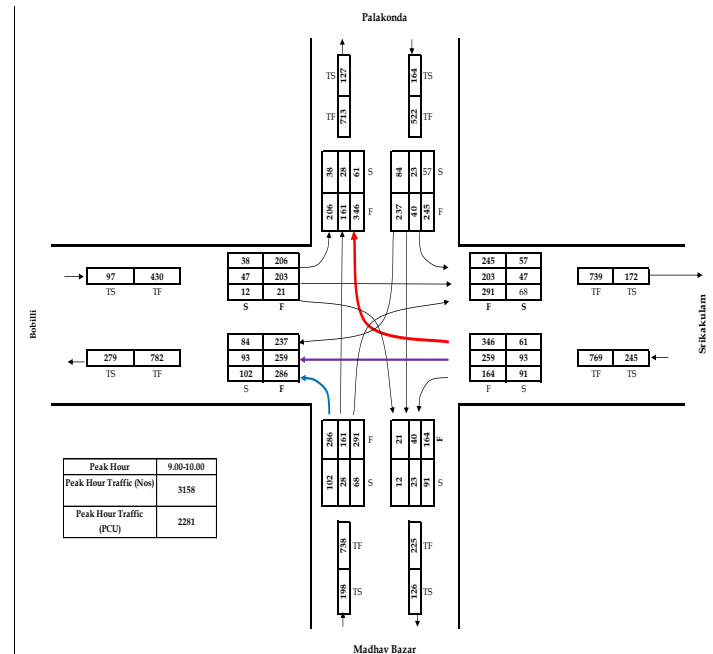 Palakonda
TS 127 164 TS
TF 713 522 TF
38 28 61 S 84 23 57 S
206 161 346 F 237 40 245 F
38 206 245 57
97 430 47 203 203 47 739 172
TS TF 12 21 291 68 TF TS
S F F S
Bobilli
Srikakulam
84 237 346 61
279 782 93 259 259 93 769 245
TS TF 102 286 164 91 TF TS
S F F S
286 161 291 F 21 40 164 F
102 28 68 S 12 23 91 S
Peak Hour 9.00-10.00
Peak Hour Traffic (Nos) 3158
Peak Hour Traffic
(PCU) 2281
738 TF 225 TF
198 TS 126 TS
Madhav Bazar